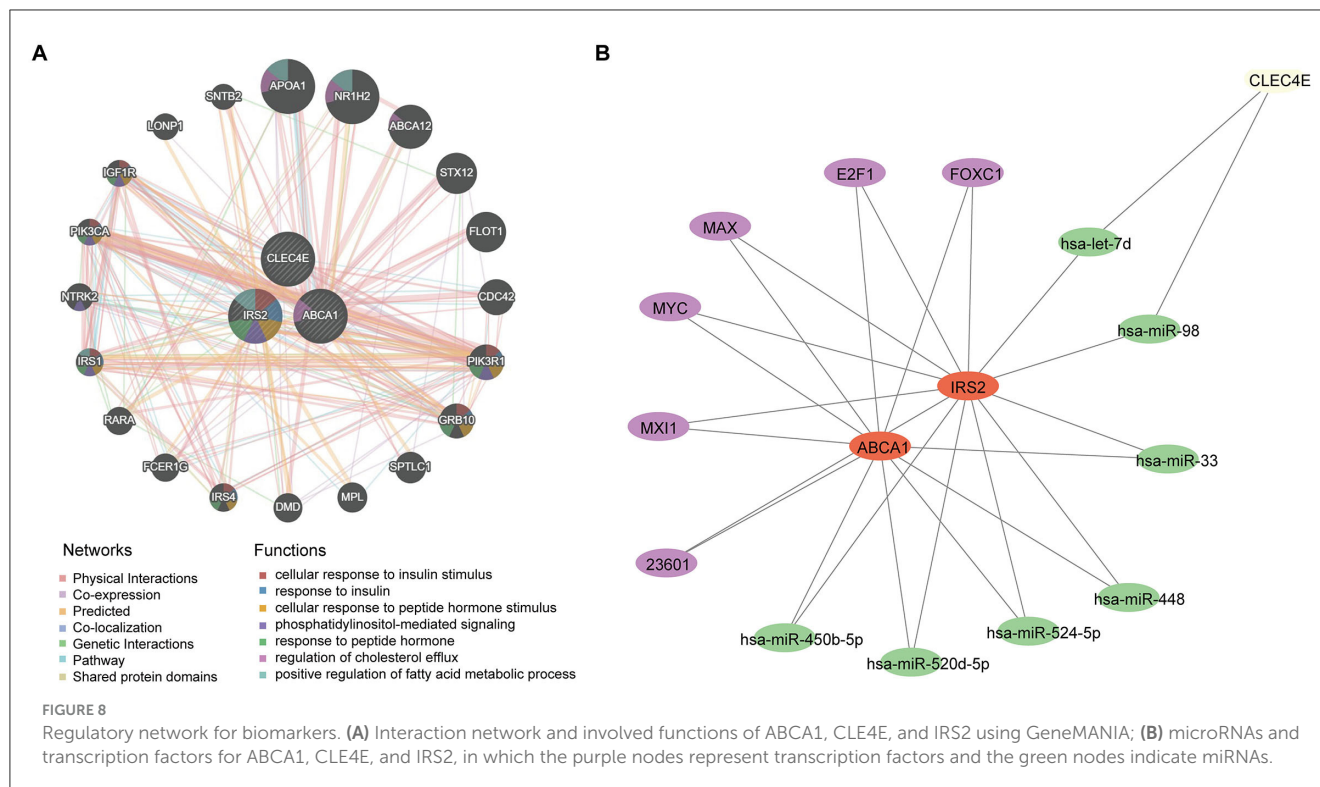 A
APOA1
NR1H2
SNTB2
ABCA12
LONP1
STX12
IGF1R
FLOT1
PIK3CA
CLEC4E
CDC42
NTRK2
IRS2
ABCA1
IRS1
PIK3R1
RARA
GRB10
FCER1G
SPTLC1
IRS4
DMD
MPL
Networks
Physical Interactions
Co-expression
Predicted
Co-localization
Genetic Interactions
Pathway
Shared protein domains
Functions
cellular response to insulin stimulus
response to insulin
cellular response to peptide hormone stimulus
phosphatidylinositol-mediated signaling
response to peptide hormone
regulation of cholesterol efflux
positive regulation of fatty acid metabolic process
B
CLEC4E
E2F1
FOXC1
MAX
hsa-let-7d
MYC
hsa-miR-98
IRS2
MXI1
ABCA1
hsa-miR-33
23601
hsa-miR-448
hsa-miR-524-5p
hsa-miR-450b-5p
hsa-miR-520d-5p
FIGURE 8
Regulatory network for biomarkers. (A) Interaction network and involved functions of ABCA1, CLE4E, and IRS2 using GeneMANIA; (B) microRNAs and
transcription factors for ABCA1, CLE4E, and IRS2, in which the purple nodes represent transcription factors and the green nodes indicate miRNAs.